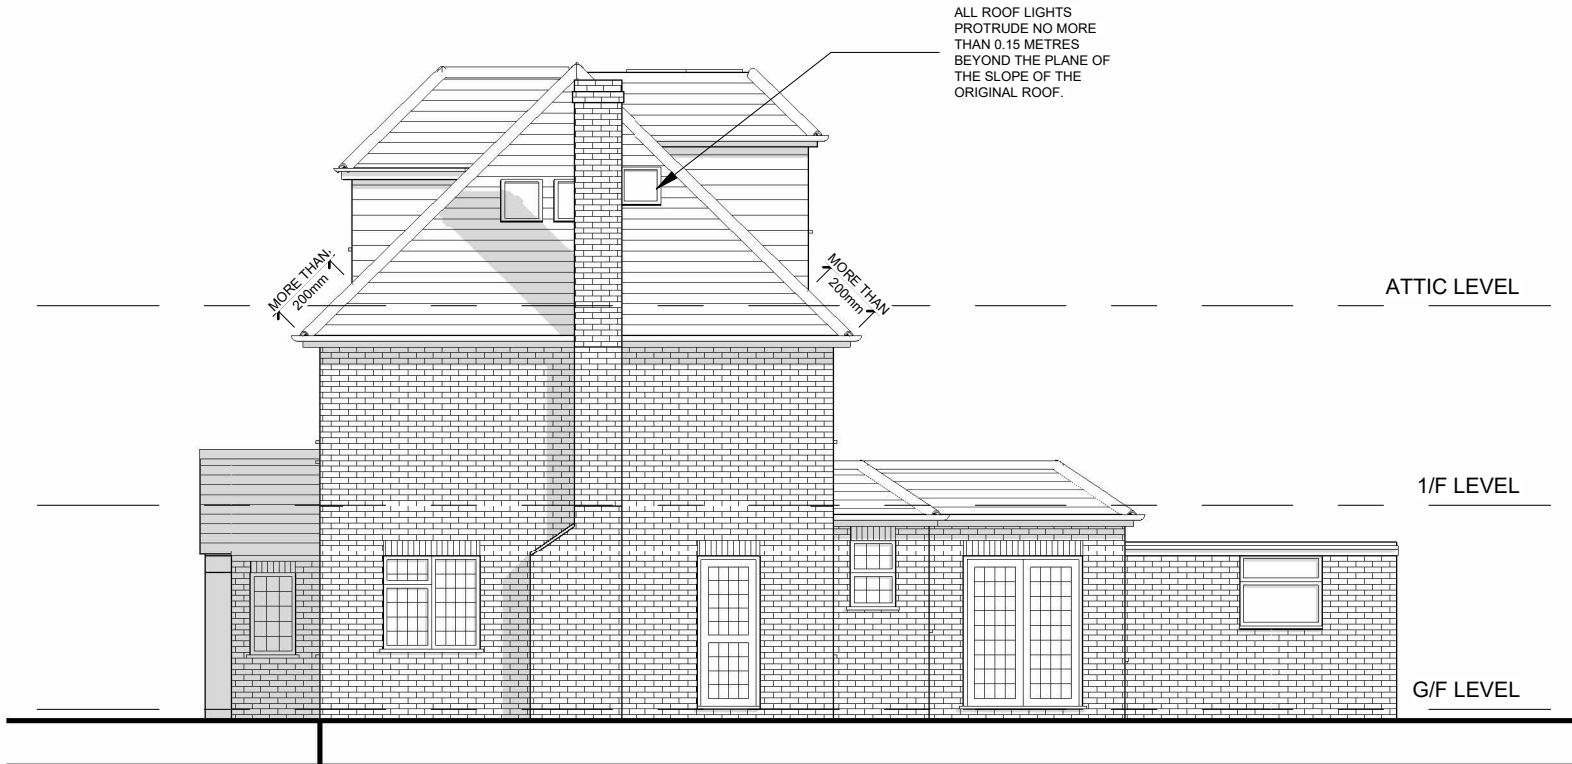 ALL ROOF LIGHTS
PROTRUDE NO MORE
THAN 0.15 METRES
BEYOND THE PLANE OF
THE SLOPE OF THE
ORIGINAL ROOF.
MORE THAN
200mm
MORE THAN
200mm
ATTIC LEVEL
1/F LEVEL
G/F LEVEL